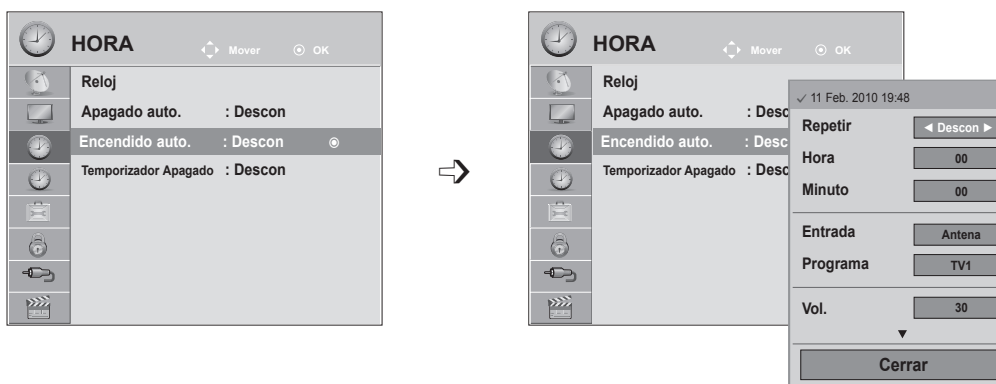 HORA
Mover OK
Reloj
Apagado auto. : Descon
Encendido auto. : Descon
Temporizador Apagado : Descon
HORA
Mover OK
Reloj
Apagado auto. : Desc
Encendido auto. : Desc
Temporizador Apagado : Desc
✓ 11 Feb. 2010 19:48
Repetir ◄ Descon ►
Hora 00
Minuto 00
Entrada Antena
Programa TV1
Vol. 30
▼
Cerrar